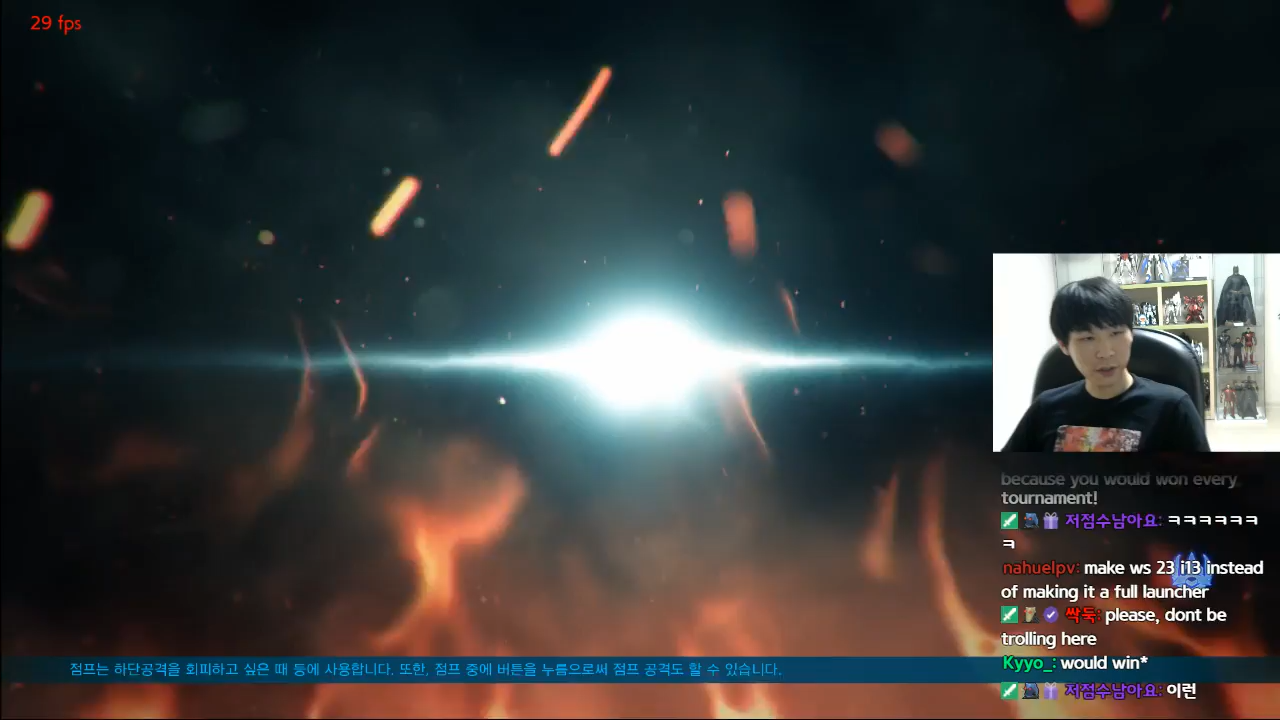 29 fps
because you would won every
tournament!
저점수남아요: ㅋㅋㅋㅋㅋㅋ
ㅋ
nahuelpv: make ws 23 i13 instead
of making it a full launcher
싹둑: please, dont be
trolling here
Kyyo_: would win*
점프는 하단공격을 회피하고 싶은 때 등에 사용합니다. 또한, 점프 중에 버튼을 누름으로써 점프 공격도 할 수 있습니다.
저점수남아요: 이런